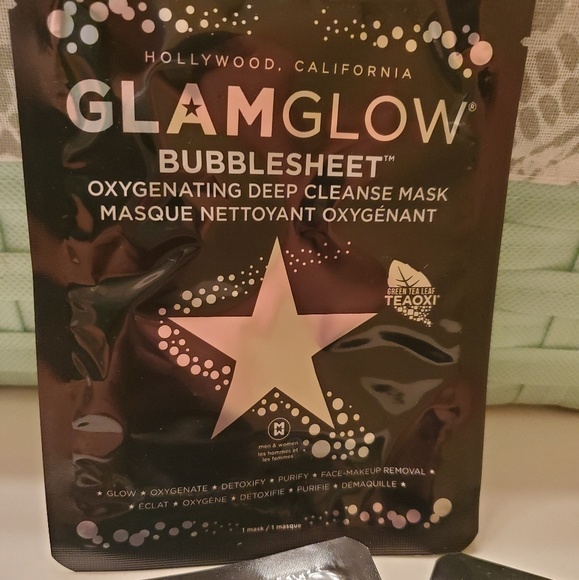 HOLLYWOOD, CALIFORNIA
GLAMGLOW®
BUBBLESHEET™
OXYGENATING DEEP CLEANSE MASK
MASQUE NETTOYANT OXYGÉNANT
GREEN TEA LEAF
TEAOXI
men & women
les hommes et
les femmes
★ GLOW ★ OXYGENATE ★ DETOXIFY ★ PURIFY ★ FACE-MAKEUP REMOVAL ★
★ ÉCLAT ★ OXYGÈNE ★ DÉTOXIFIE ★ PURIFIE ★ DÉMAQUILLE ★
1 mask / 1 masque